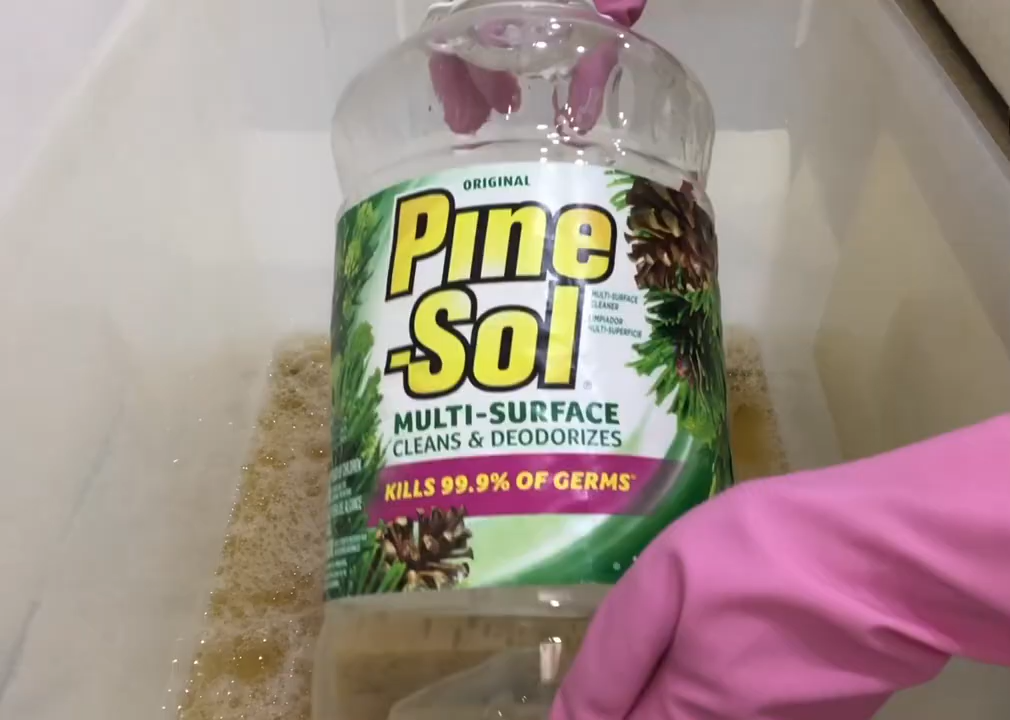 ORIGINAL
Pine
-Sol®
MULTI-SURFACE
CLEANER
LIMPIADOR
MULTI-SUPERFICIE
MULTI-SURFACE
CLEANS & DEODORIZES
KILLS 99.9% OF GERMS